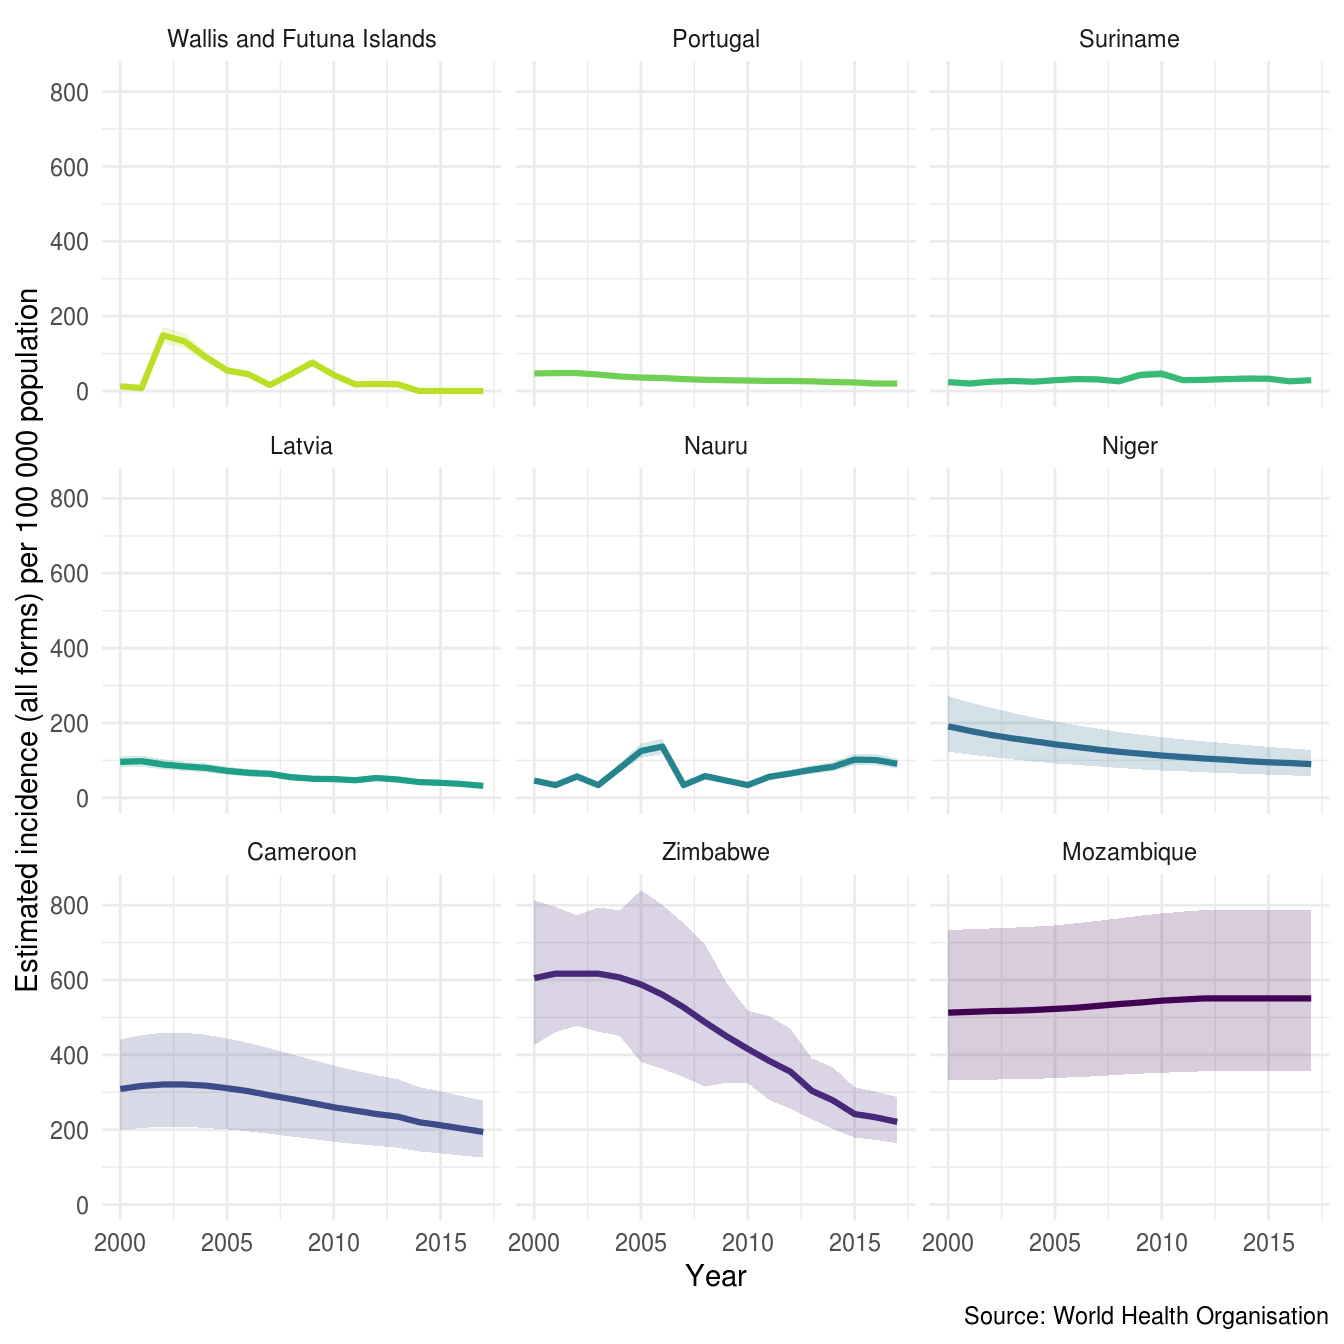 Wallis and Futuna Islands
Portugal
Suriname
800
600
400
200
0
Latvia
Nauru
Niger
800
600
400
200
0
Cameroon
Zimbabwe
Mozambique
800
600
400
200
0
2000 2005 2010 2015
2000 2005 2010 2015
2000 2005 2010 2015
Estimated incidence (all forms) per 100 000 population
Year
Source: World Health Organisation